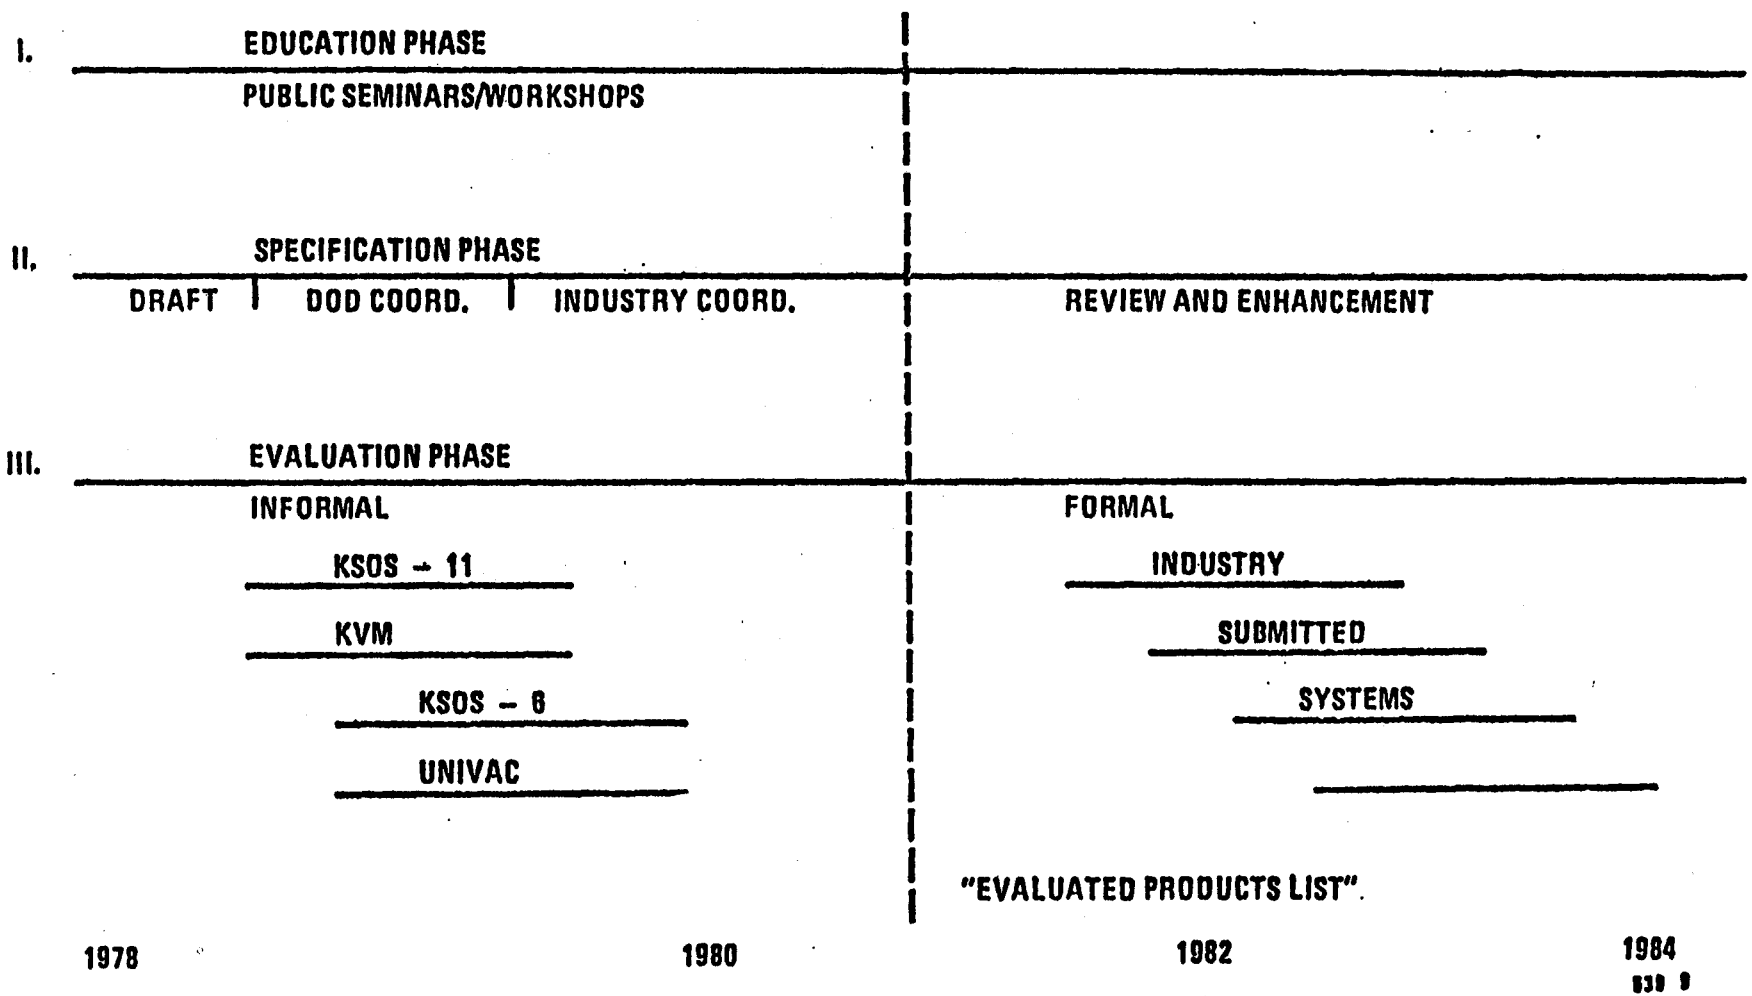 I. EDUCATION PHASE
PUBLIC SEMINARS/WORKSHOPS
II. SPECIFICATION PHASE
DRAFT DOD COORD. INDUSTRY COORD. REVIEW AND ENHANCEMENT
III. EVALUATION PHASE
INFORMAL FORMAL
KSOS - 11 INDUSTRY
KVM SUBMITTED
KSOS - 6 SYSTEMS
UNIVAC
"EVALUATED PRODUCTS LIST".
1978 1980 1982 1984